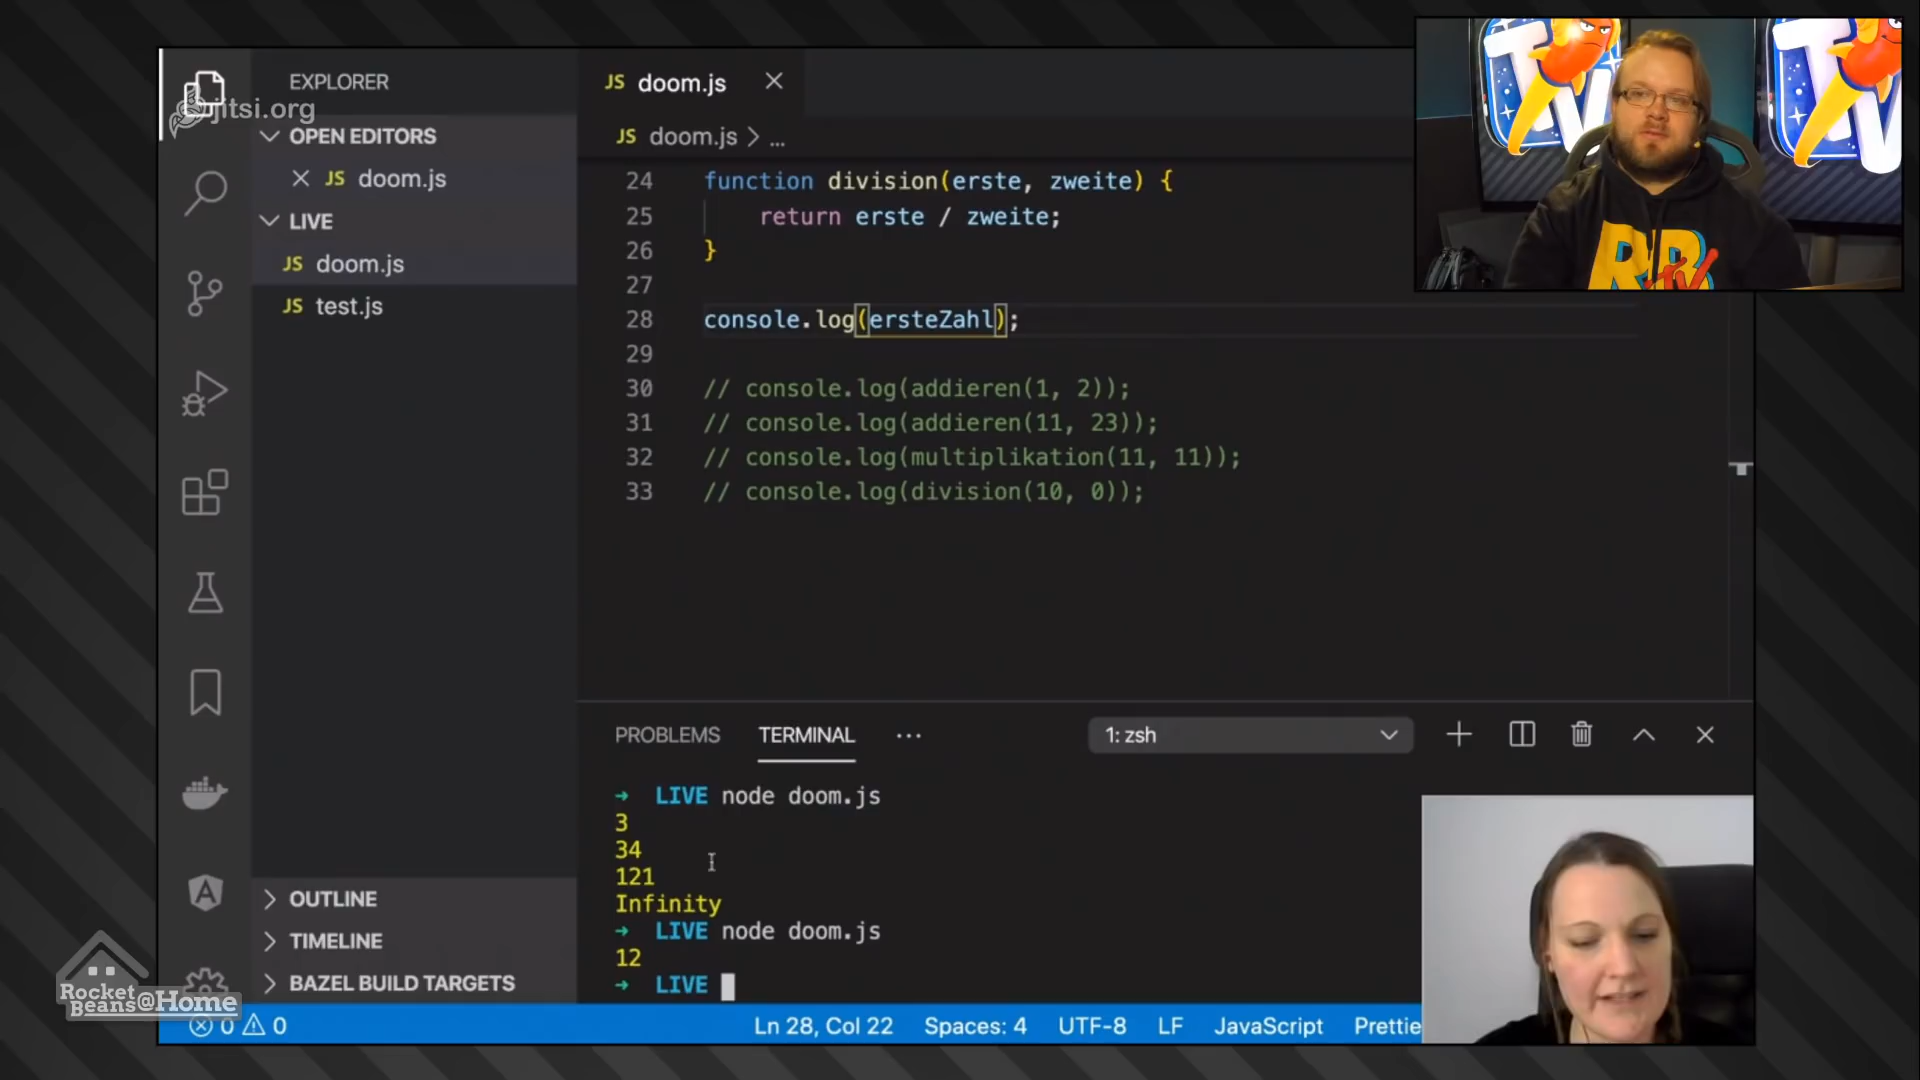 EXPLORER
jitsi.org
OPEN EDITORS
JS doom.js
LIVE
JS doom.js
JS test.js
OUTLINE
TIMELINE
BAZEL BUILD TARGETS
JS doom.js
JS doom.js > ...
24 function division(erste, zweite) {
25 return erste / zweite;
26 }
27
28 console.log(ersteZahl);
29
30 // console.log(addieren(1, 2));
31 // console.log(addieren(11, 23));
32 // console.log(multiplikation(11, 11));
33 // console.log(division(10, 0));
PROBLEMS TERMINAL ... 1: zsh
→ LIVE node doom.js
3
34
121
Infinity
→ LIVE node doom.js
12
→ LIVE
0 0 Ln 28, Col 22 Spaces: 4 UTF-8 LF JavaScript Prettie
Rocket
Beans@Home
TV
TV
RB
TV